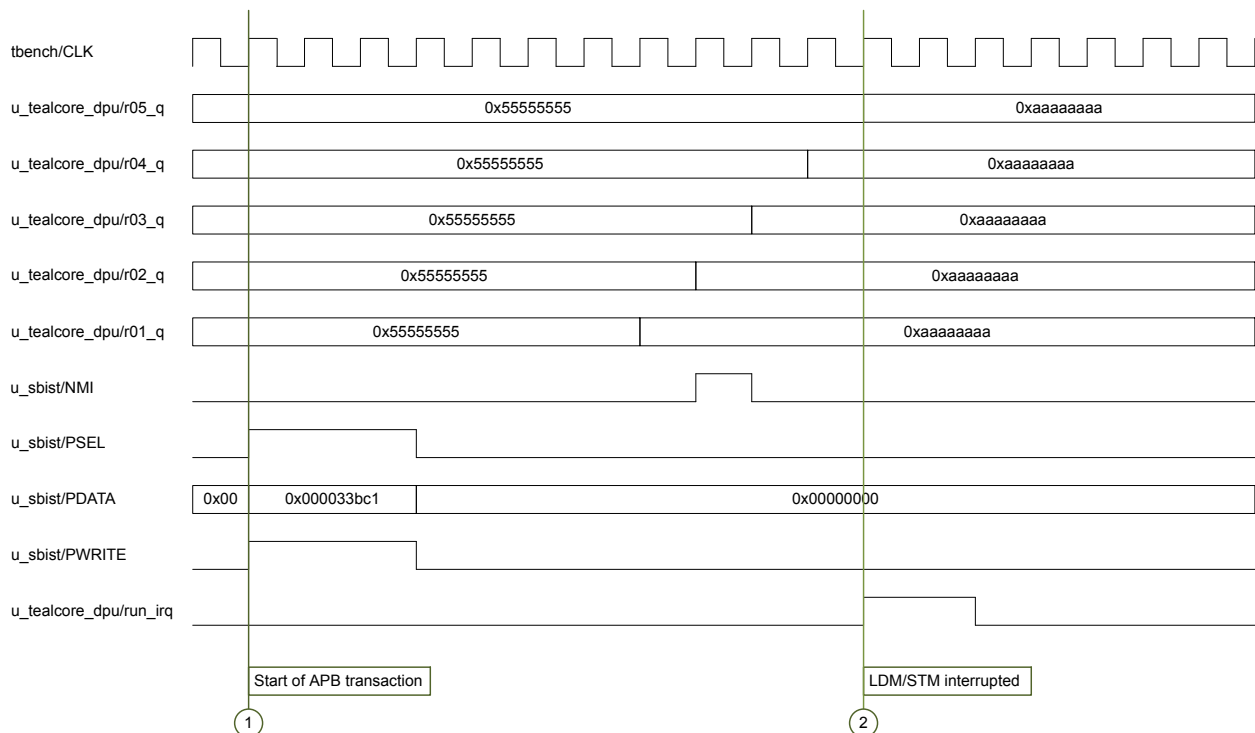 tbench/CLK
u_tealcore_dpu/r05_q 0x55555555 0xaaaaaaaa
u_tealcore_dpu/r04_q 0x55555555 0xaaaaaaaa
u_tealcore_dpu/r03_q 0x55555555 0xaaaaaaaa
u_tealcore_dpu/r02_q 0x55555555 0xaaaaaaaa
u_tealcore_dpu/r01_q 0x55555555 0xaaaaaaaa
u_sbist/NMI
u_sbist/PSEL
u_sbist/PDATA 0x00 0x000033bc1 0x00000000
u_sbist/PWRITE
u_tealcore_dpu/run_irq
Start of APB transaction LDM/STM interrupted
1 2